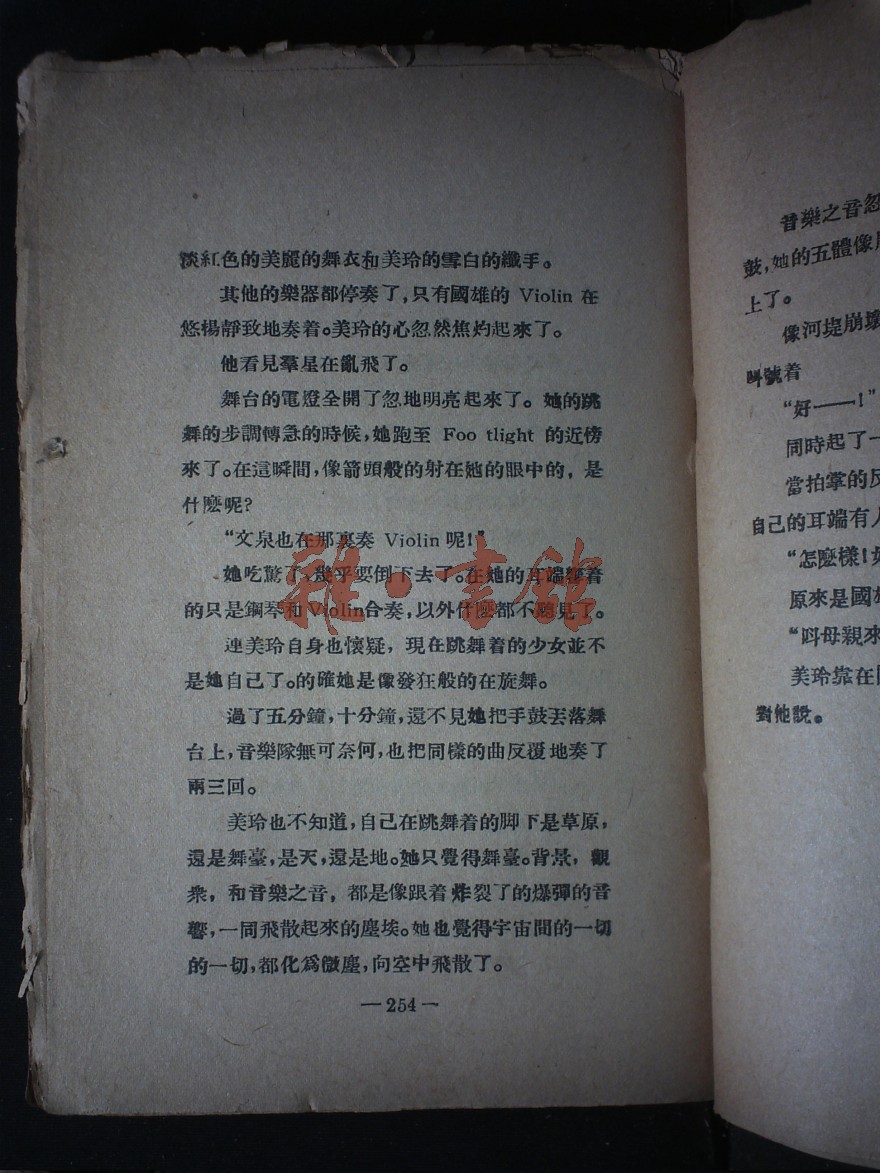 淡紅色的美麗的舞衣和美玲的雪白的纖手。
其他的樂器都停奏了,只有國雄的 Violin 在
悠楊靜致地奏着。美玲的心忽然焦灼起來了。
他看見羣星在亂飛了。
舞台的電燈全開了忽地明亮起來了。她的跳
舞的步調轉急的時候,她跑至 Foo tlight 的近傍
來了。在這瞬間,像箭頭般的射在她的眼中的,是
什麼呢?
“文泉也在那裏奏 Violin 呢!”
她吃驚了,幾乎要倒下去了。在她的耳端響着
的只是鋼琴和Violin合奏,以外什麼都不聽見了。
連美玲自身也懷疑,現在跳舞着的少女並不
是她自己了。的確她是像發狂般的在旋舞。
過了五分鐘,十分鐘,還不見她把手鼓丟落舞
台上,音樂隊無可奈何,也把同樣的曲反覆地奏了
兩三回。
美玲也不知道,自己在跳舞着的脚下是草原,
還是舞臺,是天,還是地。她只覺得舞臺。背景,觀
衆,和音樂之音,都是像跟着炸裂了的爆彈的音
響,一同飛散起來的塵埃。她也覺得宇宙間的一切
的一切,都化爲微塵,向空中飛散了。
—254—
雅·書館
音樂之音忽
鼓,她的五體像
上了。
像河堤崩壞
叫號着
“好——!”
同時起了一
當拍掌的反
自己的耳端有人
“怎麼樣!
原來是國雄
“叫母親來
美玲靠在
對他說。